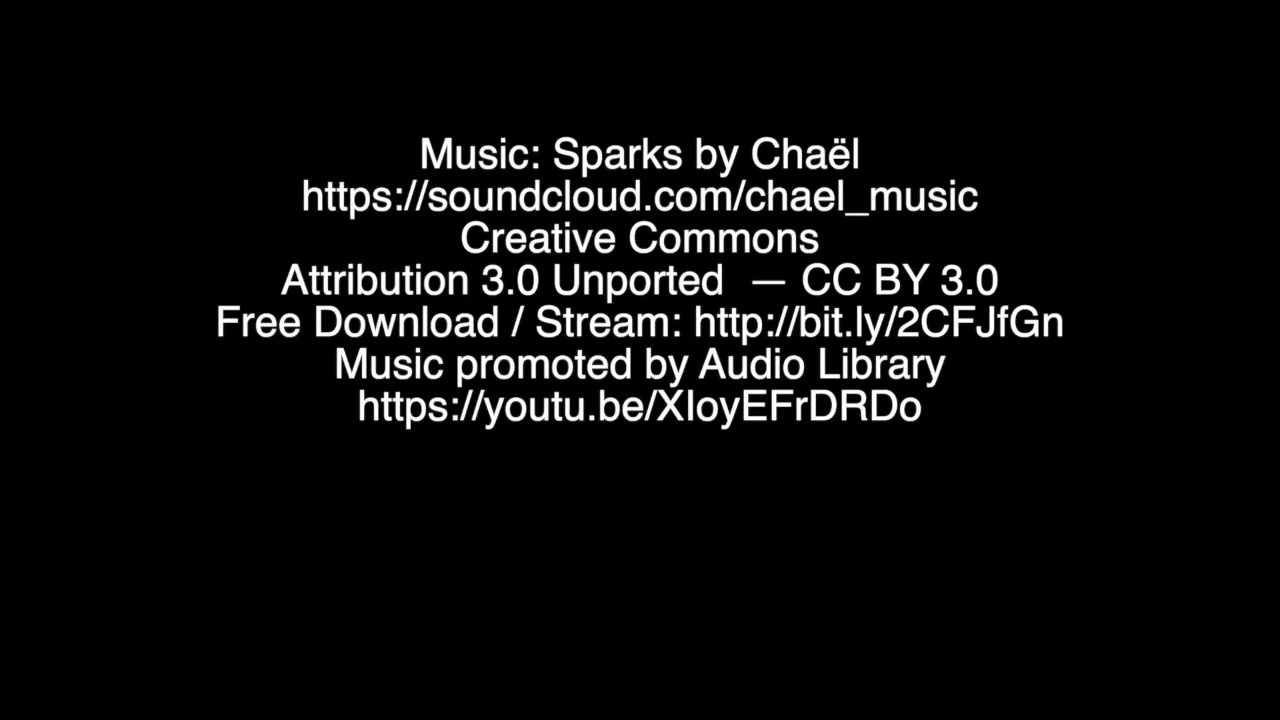 Music: Sparks by Chaël
https://soundcloud.com/chael_music
Creative Commons
Attribution 3.0 Unported — CC BY 3.0
Free Download / Stream: http://bit.ly/2CFJfGn
Music promoted by Audio Library
https://youtu.be/XIoyEFrDRDo